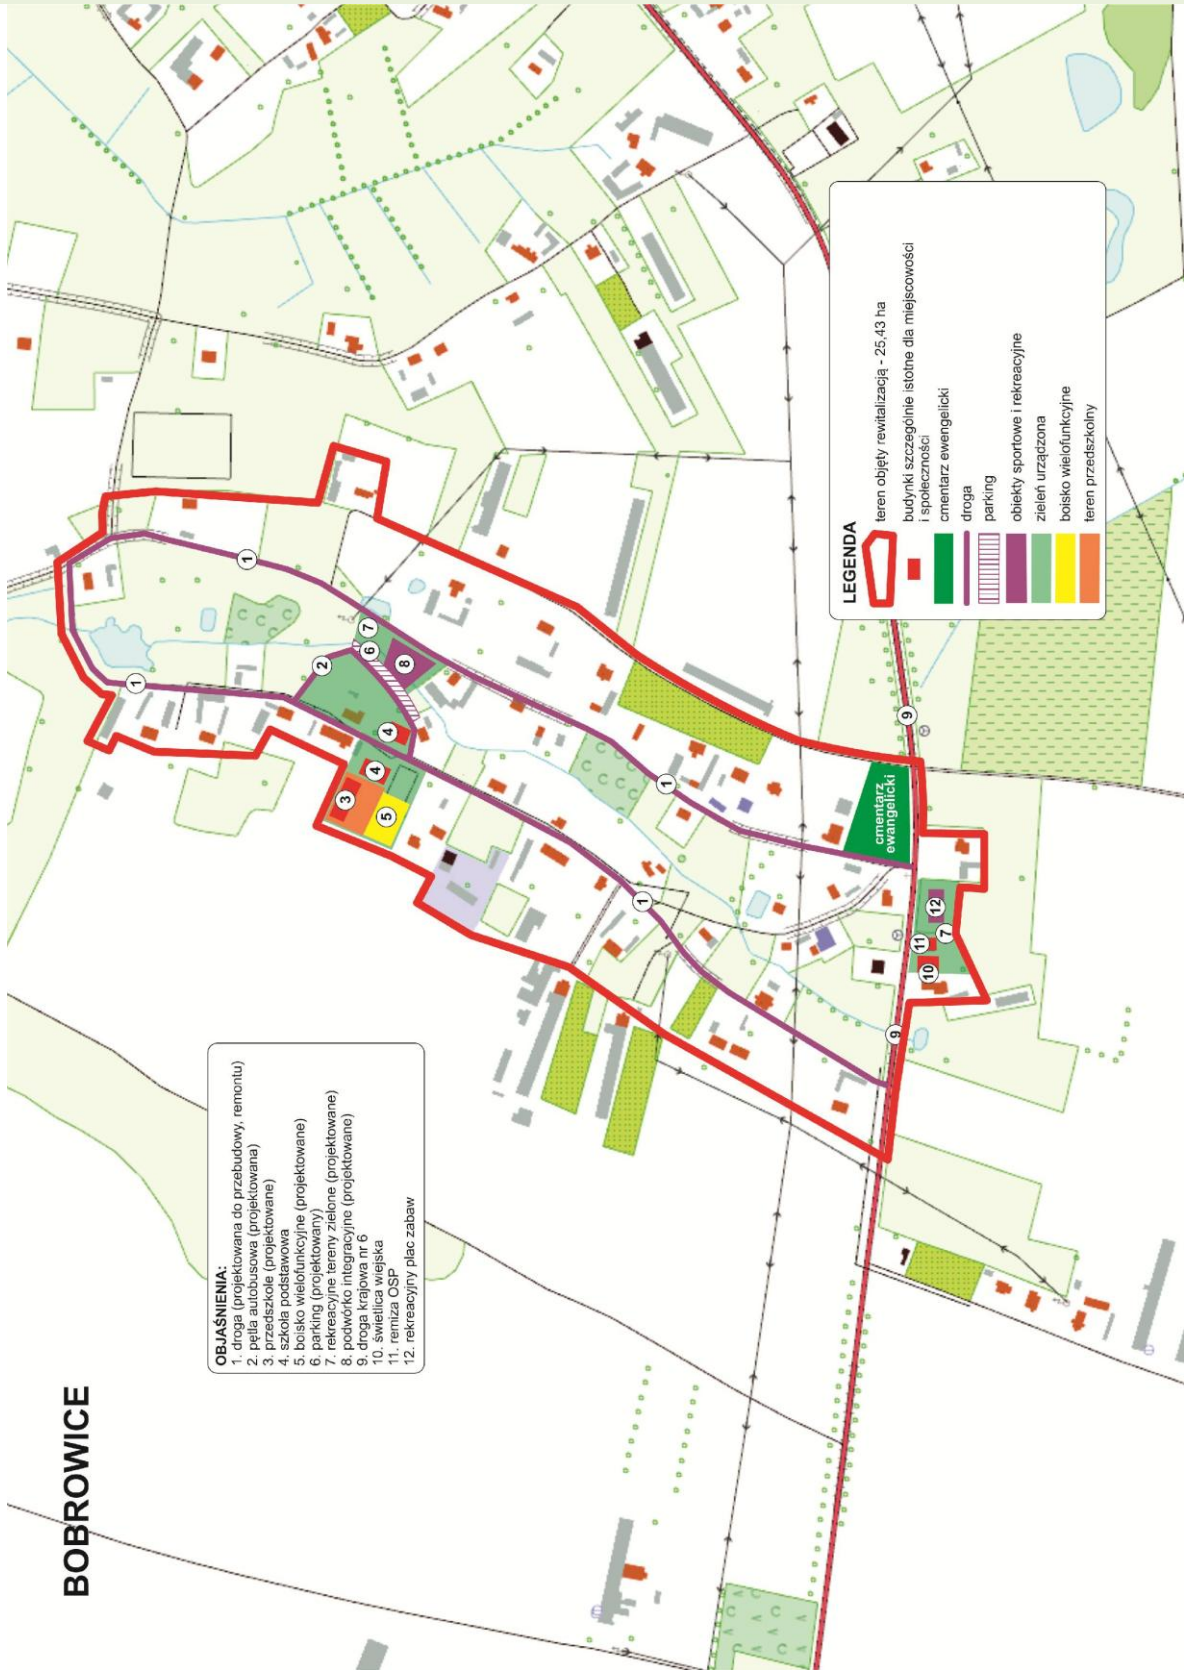 BOBROWICE
OBJAŚNIENIA:
1. droga (projektowana do przebudowy, remontu)
2. pętla autobusowa (projektowana)
3. przedszkole (projektowane)
4. szkoła podstawowa
5. boisko wielofunkcyjne (projektowane)
6. parking (projektowany)
7. rekreacyjne tereny zielone (projektowane)
8. podwórko integracyjne (projektowane)
9. droga krajowa nr 6
10. świetlica wiejska
11. remiza OSP
12. rekreacyjny plac zabaw
1
1
2
7
6
8
4
4
3
5
1
1
9
cmentarz
ewangelicki
12
7
11
10
9
LEGENDA
teren objęty rewitalizacją - 25,43 ha
budynki szczególnie istotne dla miejscowości
i społeczności
cmentarz ewengelicki
droga
parking
obiekty sportowe i rekreacyjne
zieleń urządzona
boisko wielofunkcyjne
teren przedszkolny